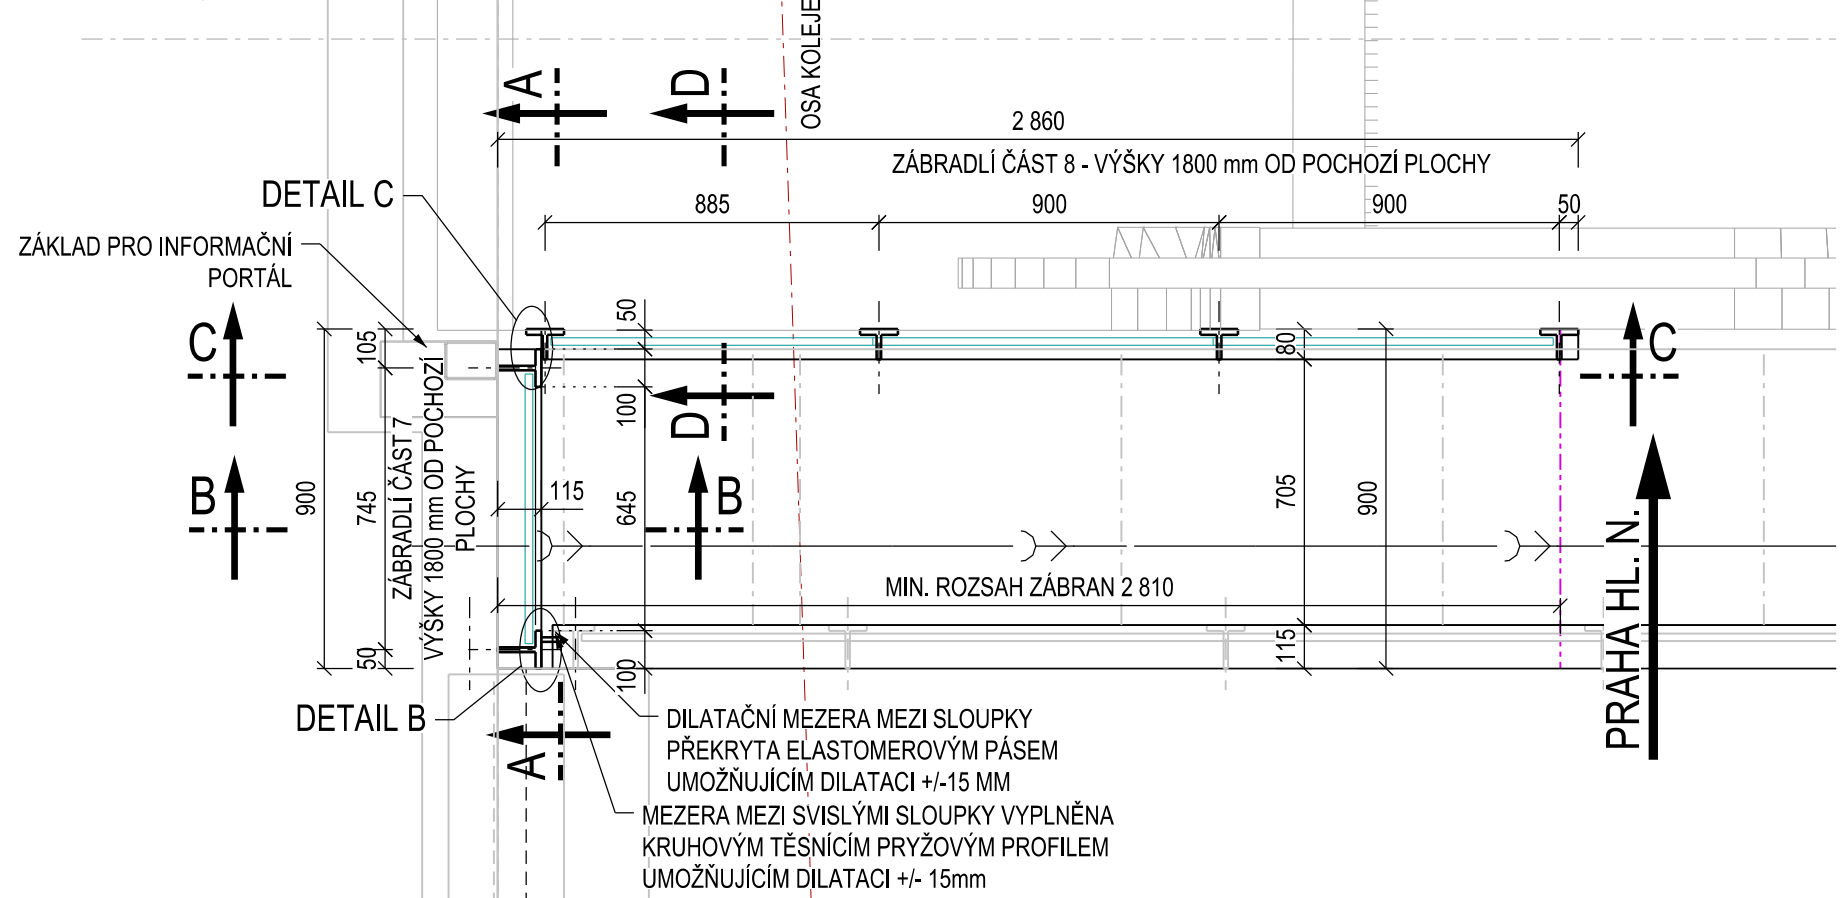 OSA KOLEJE
A
D
2 860
ZÁBRADLÍ ČÁST 8 - VÝŠKY 1800 mm OD POCHOZÍ PLOCHY
DETAIL C
885
900
900
50
ZÁKLAD PRO INFORMAČNÍ
PORTÁL
C
105
50
80
C
100
D
ZÁBRADLÍ ČÁST 7
VÝŠKY 1800 mm OD POCHOZÍ
PLOCHY
B
900
745
115
645
B
705
900
PRAHA HL. N.
MIN. ROZSAH ZÁBRAN 2 810
50
100
115
DETAIL B
A
DILATAČNÍ MEZERA MEZI SLOUPKY
PŘEKRYTA ELASTOMEROVÝM PÁSEM
UMOŽŇUJÍCÍM DILATACI +/-15 MM
MEZERA MEZI SVISLÝMI SLOUPKY VYPLNĚNA
KRUHOVÝM TĚSNÍCÍM PRYŽOVÝM PROFILEM
UMOŽŇUJÍCÍM DILATACI +/- 15mm